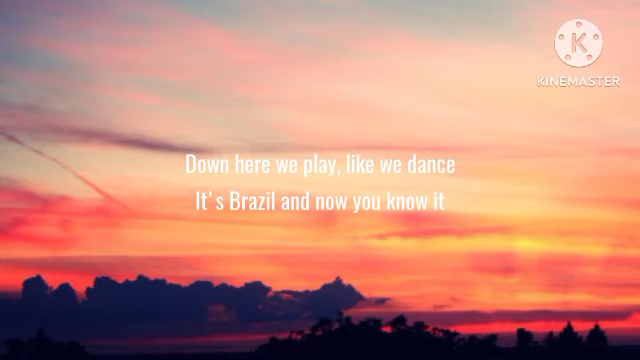 K
KINEMASTER
Down here we play, like we dance
It's Brazil and now you know it